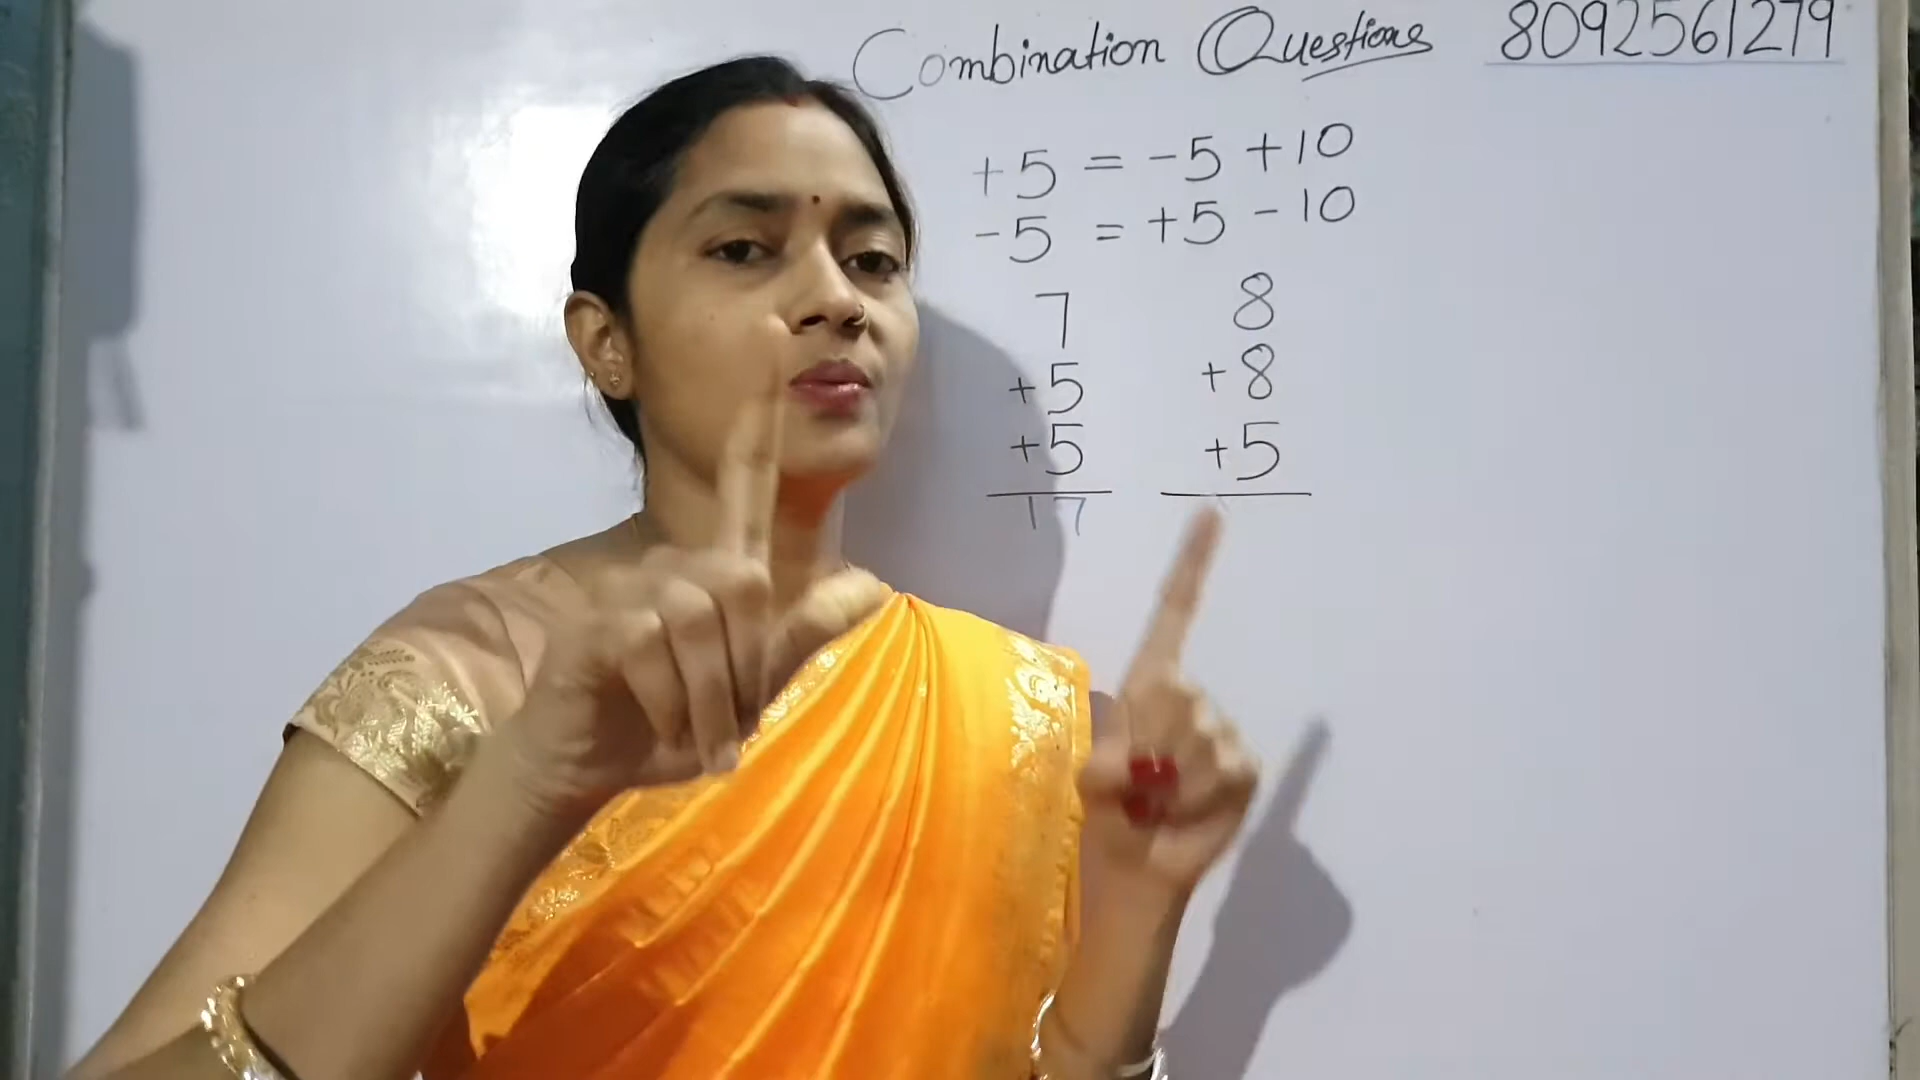 Combination Questions 8092561279
+5 = -5 +10
-5 = +5 -10
7 8
+5 +8
+5 +5
17